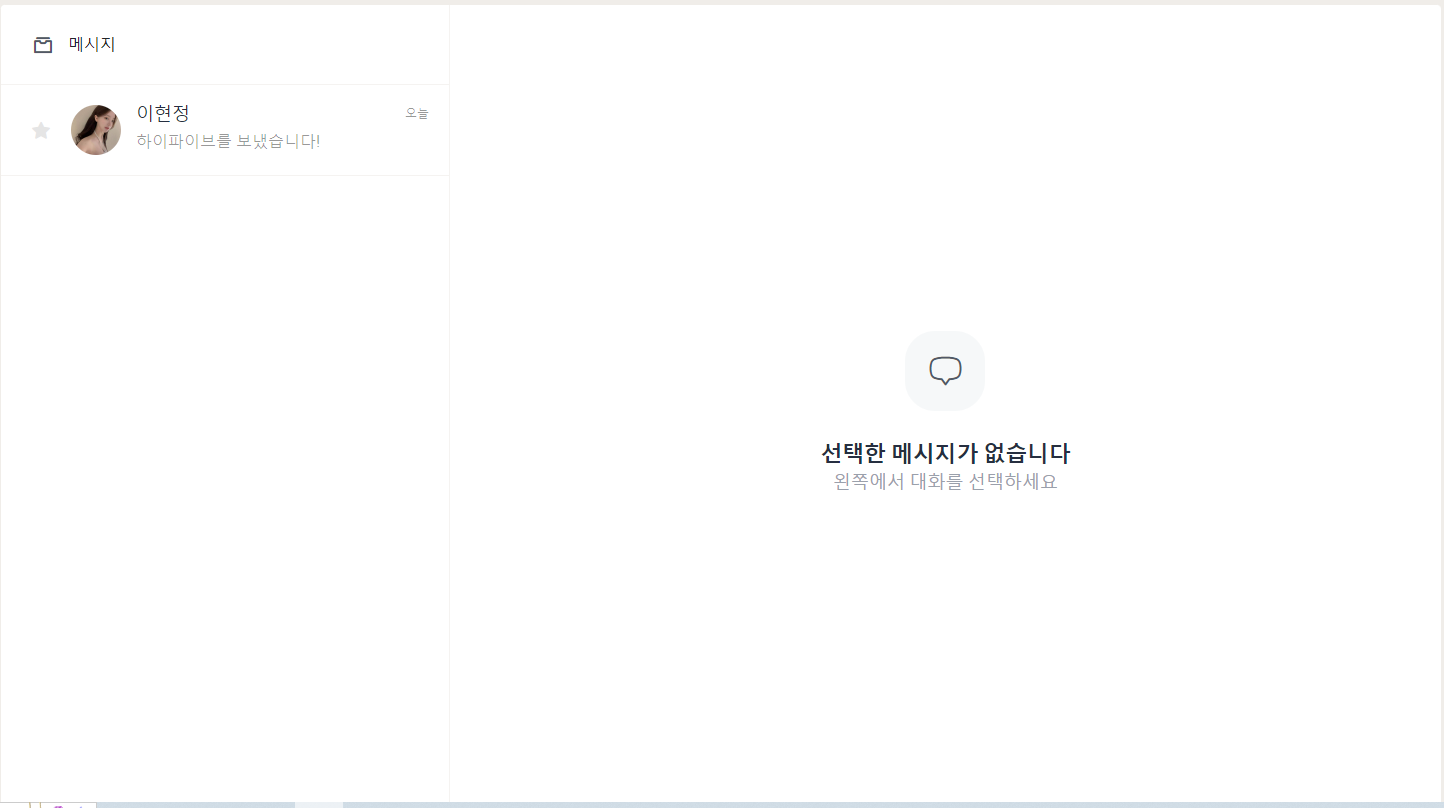 메시지
이현정
오늘
하이파이브를 보냈습니다!
선택한 메시지가 없습니다
왼쪽에서 대화를 선택하세요